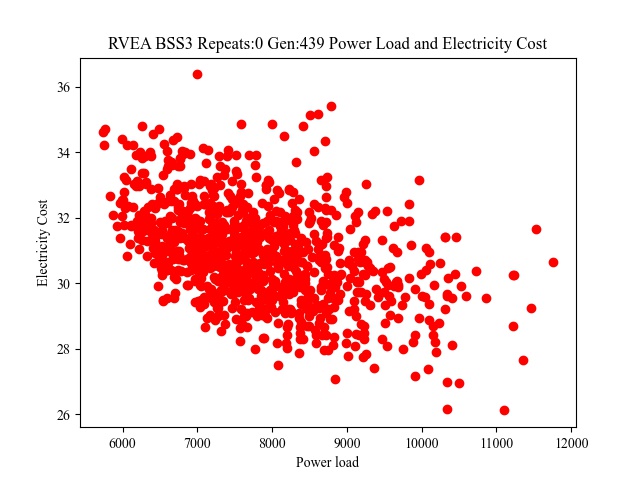 RVEA BSS3 Repeats:0 Gen:439 Power Load and Electricity Cost
36
34
32
30
28
26
Electricity Cost
6000 7000 8000 9000 10000 11000 12000
Power load